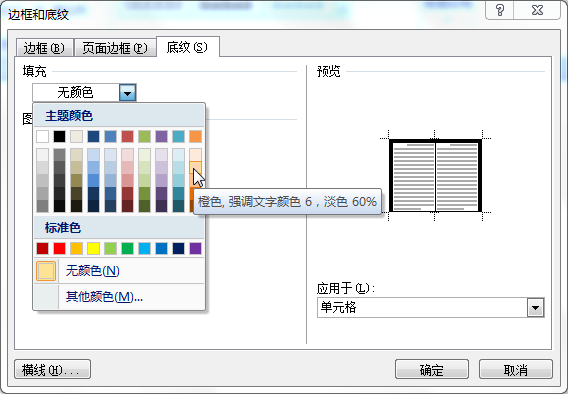 边框和底纹
边框(B)
页面边框(P)
底纹(S)
填充
无颜色
主题颜色
图
橙色, 强调文字颜色 6，淡色 60%
标准色
无颜色(N)
其他颜色(M)...
预览
应用于(L):
单元格
横线(H)...
确定
取消